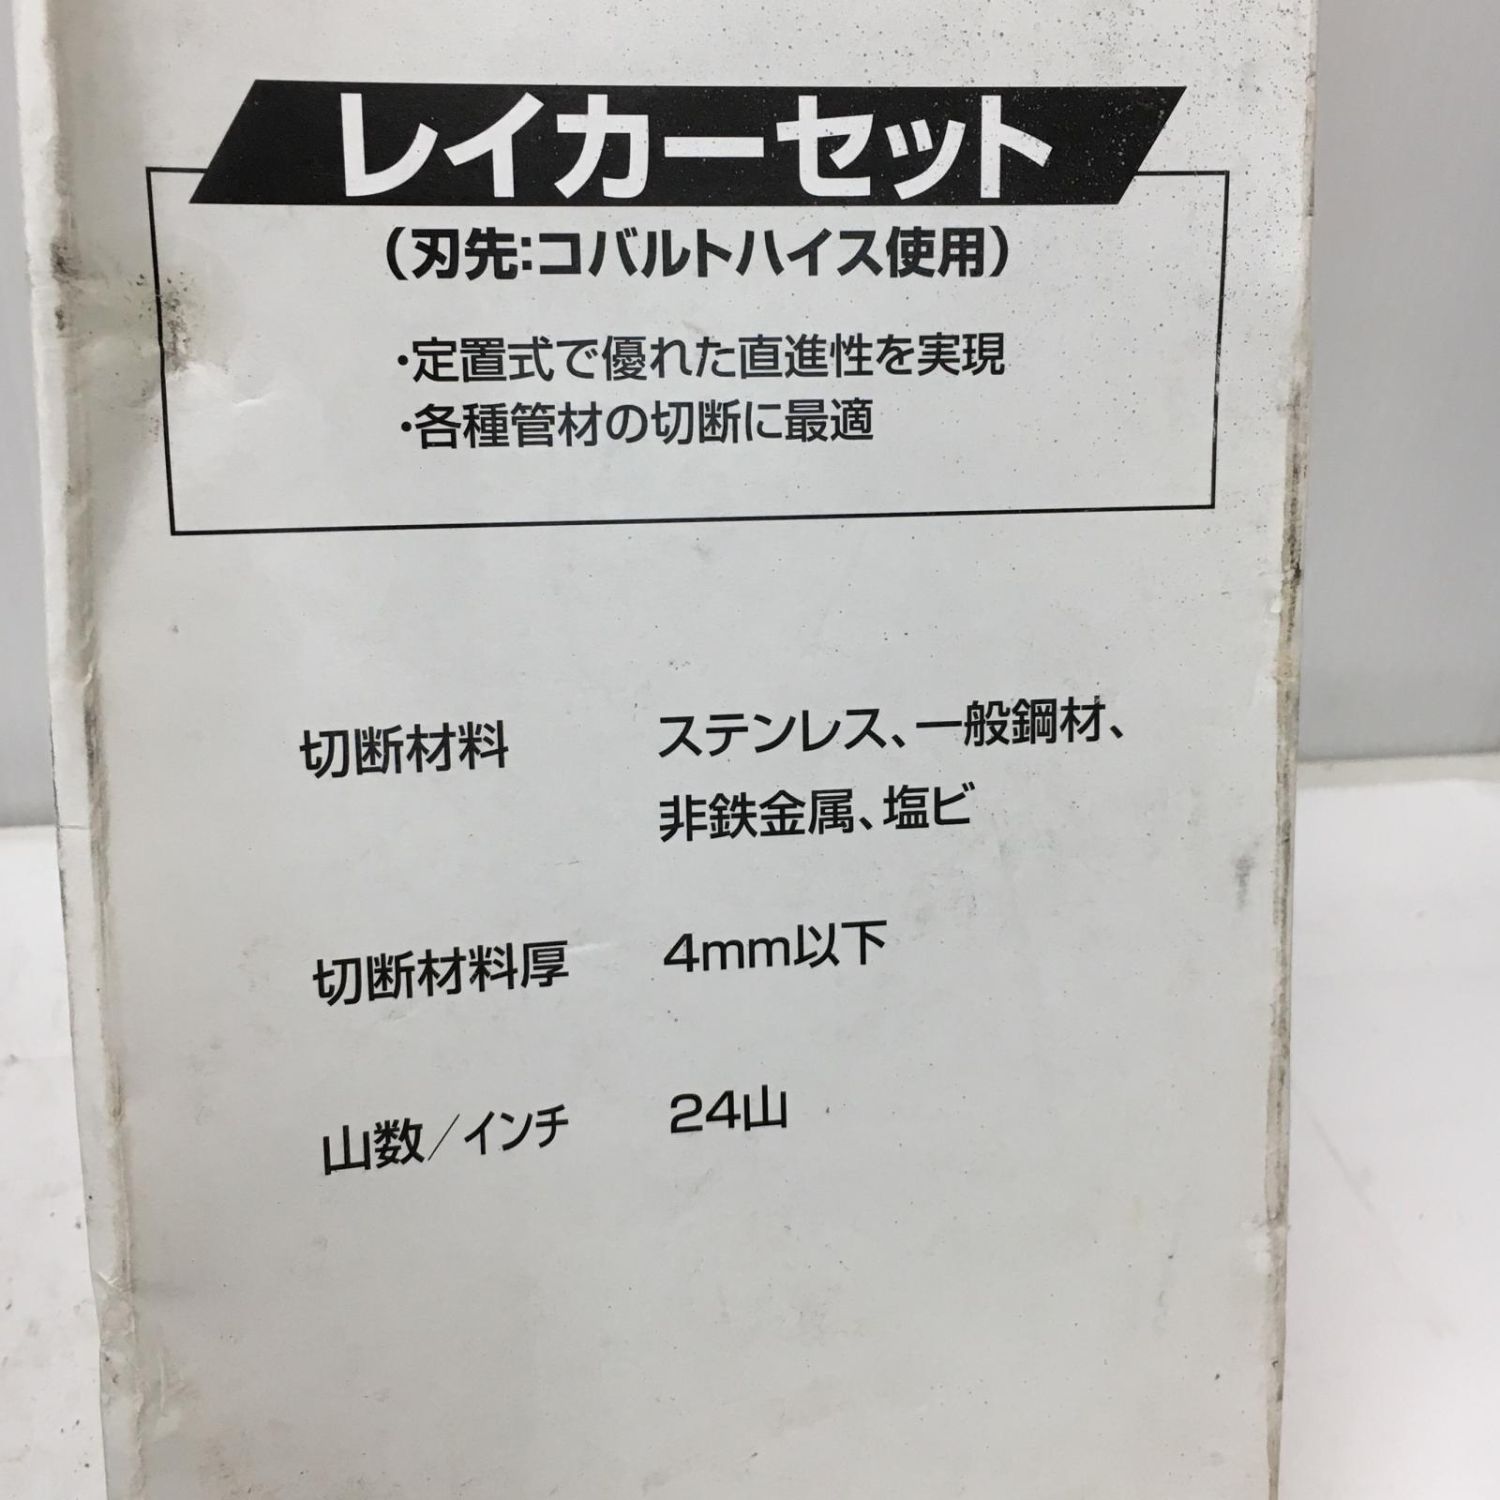 レイカーセット
（刃先：コバルトハイス使用）
・定置式で優れた直進性を実現
・各種管材の切断に最適
切断材料 ステンレス、一般鋼材、
非鉄金属、塩ビ
切断材料厚 4mm以下
山数／インチ 24山